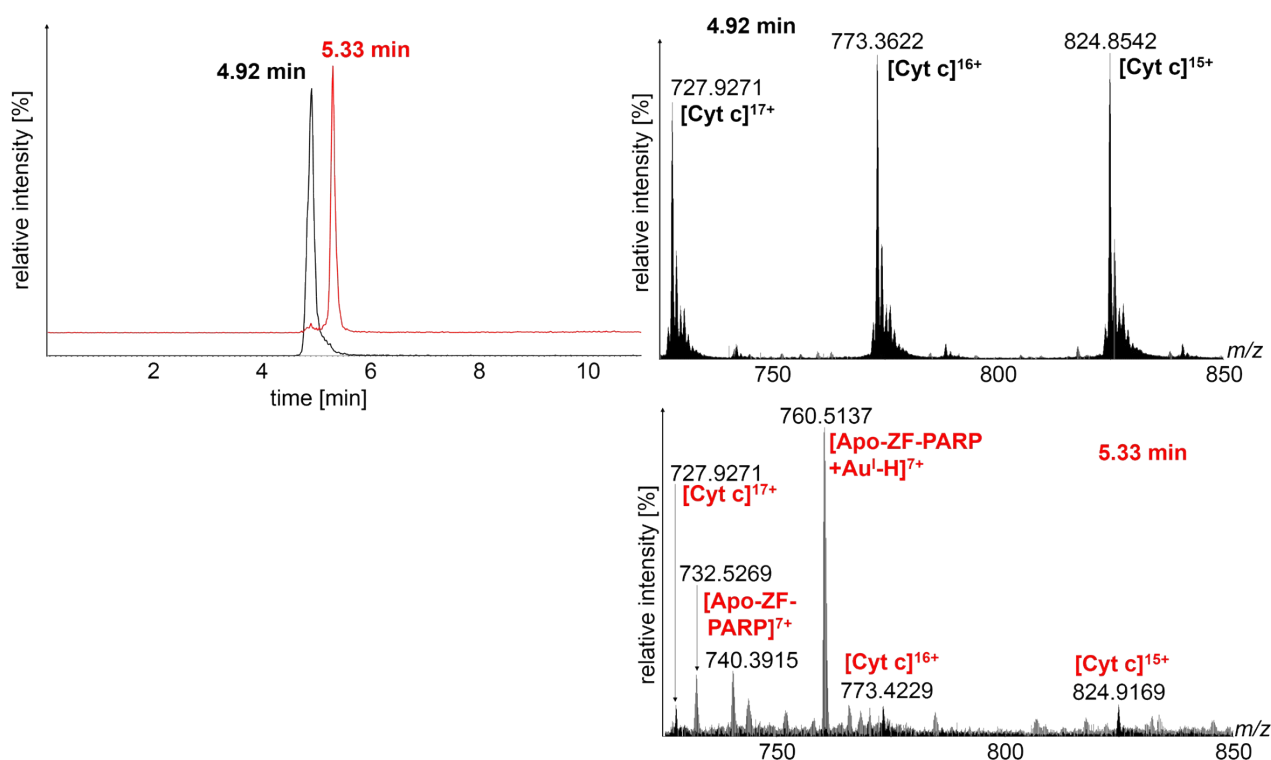 5.33 min
4.92 min
relative intensity [%]
2 4 6 8 10
time [min]
4.92 min
773.3622
824.8542
[Cyt c]16+
[Cyt c]15+
727.9271
[Cyt c]17+
relative intensity [%]
m/z
750 800 850
760.5137
[Apo-ZF-PARP
+AuI-H]7+
5.33 min
727.9271
[Cyt c]17+
732.5269
[Apo-ZF-
PARP]7+
740.3915
[Cyt c]16+
773.4229
[Cyt c]15+
824.9169
relative intensity [%]
m/z
750 800 850